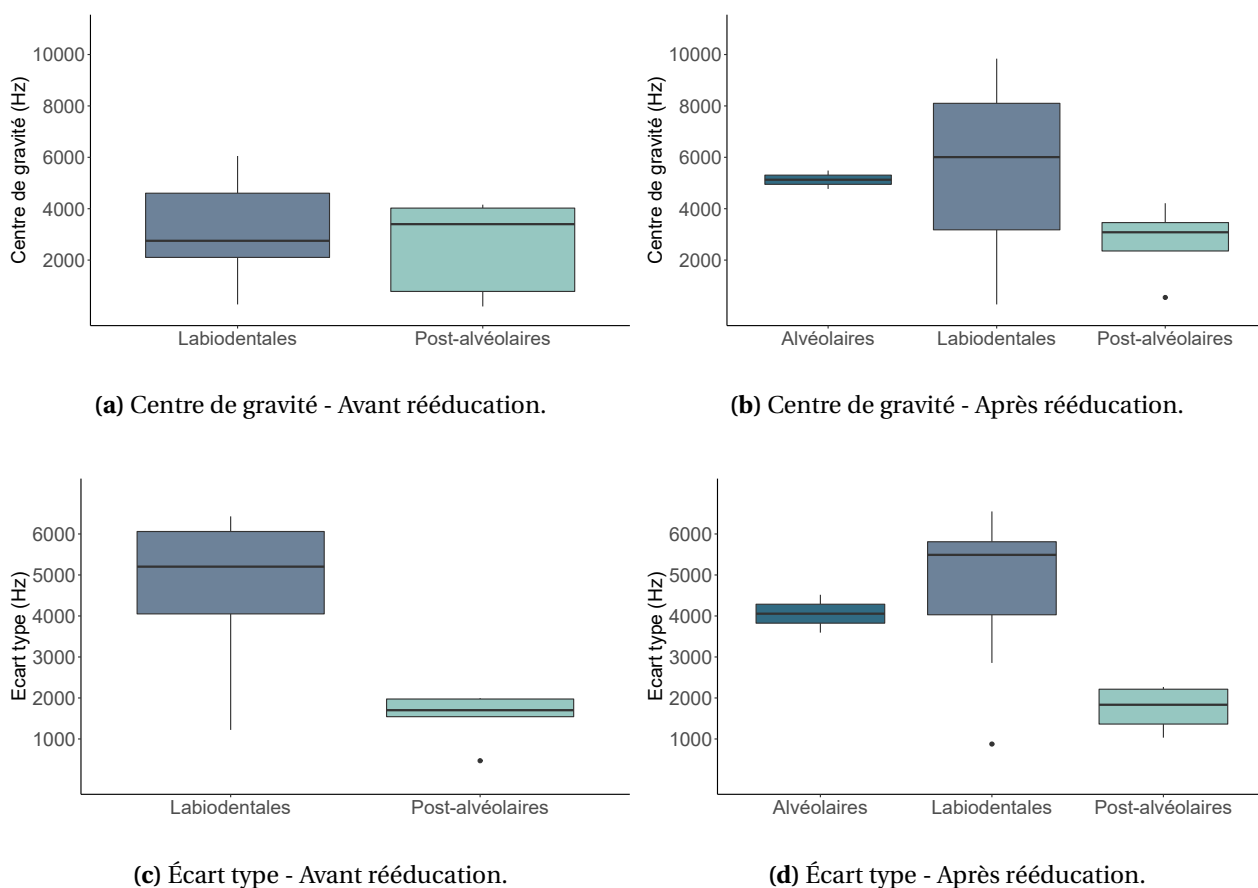 Centre de gravité (Hz)
10000
8000
6000
4000
2000
Labiodentales Post-alvéolaires
(a) Centre de gravité - Avant rééducation.
Centre de gravité (Hz)
10000
8000
6000
4000
2000
Alvéolaires Labiodentales Post-alvéolaires
(b) Centre de gravité - Après rééducation.
Ecart type (Hz)
6000
5000
4000
3000
2000
1000
Labiodentales Post-alvéolaires
(c) Écart type - Avant rééducation.
Ecart type (Hz)
6000
5000
4000
3000
2000
1000
Alvéolaires Labiodentales Post-alvéolaires
(d) Écart type - Après rééducation.